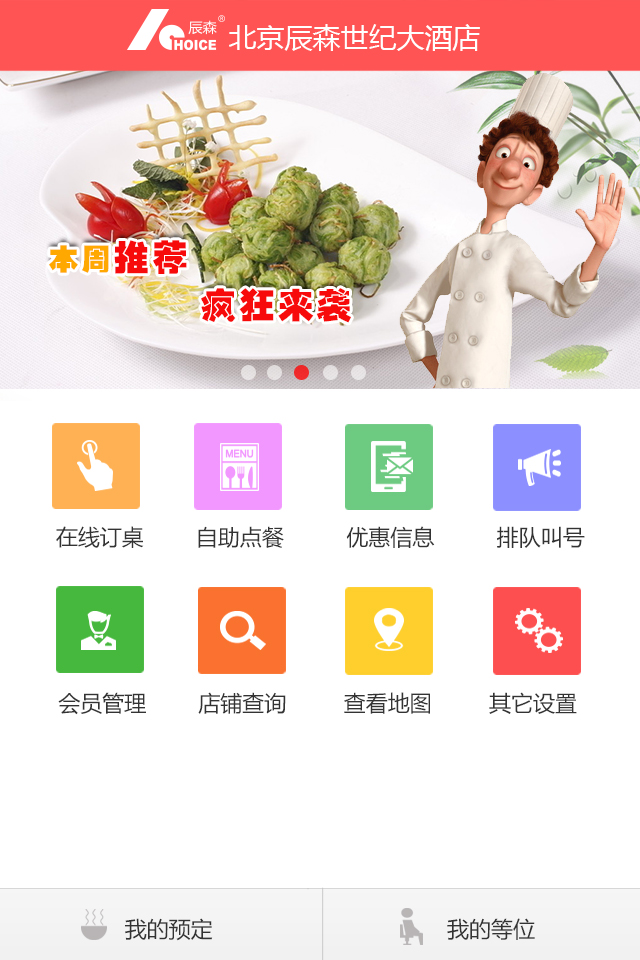 辰森®
CHOICE
北京辰森世纪大酒店
本周推荐
疯狂来袭
MENU
在线订桌
自助点餐
优惠信息
排队叫号
会员管理
店铺查询
查看地图
其它设置
我的预定
我的等位